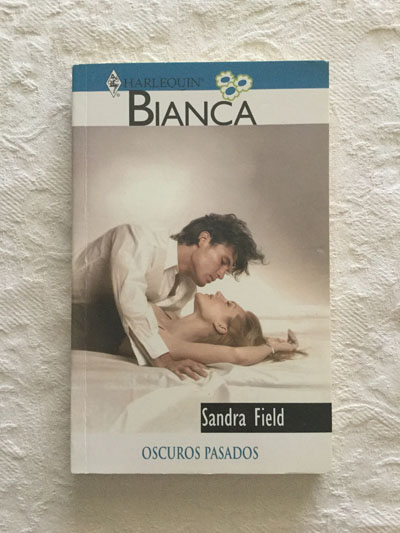 HARLEQUIN®
BIANCA
Sandra Field
OSCUROS PASADOS